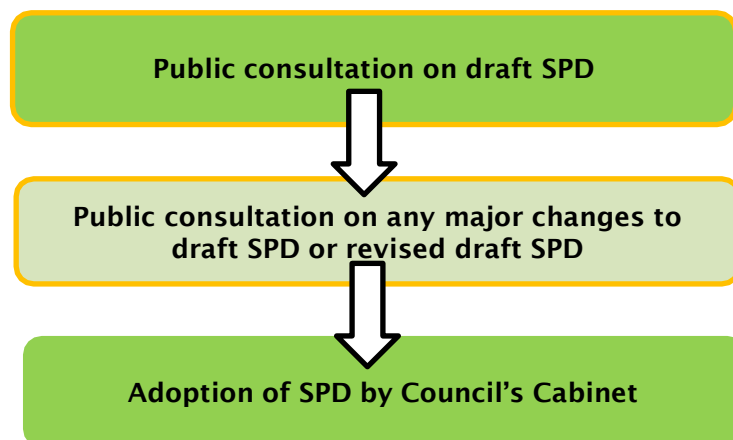 Public consultation on draft SPD
Public consultation on any major changes to
draft SPD or revised draft SPD
Adoption of SPD by Council’s Cabinet